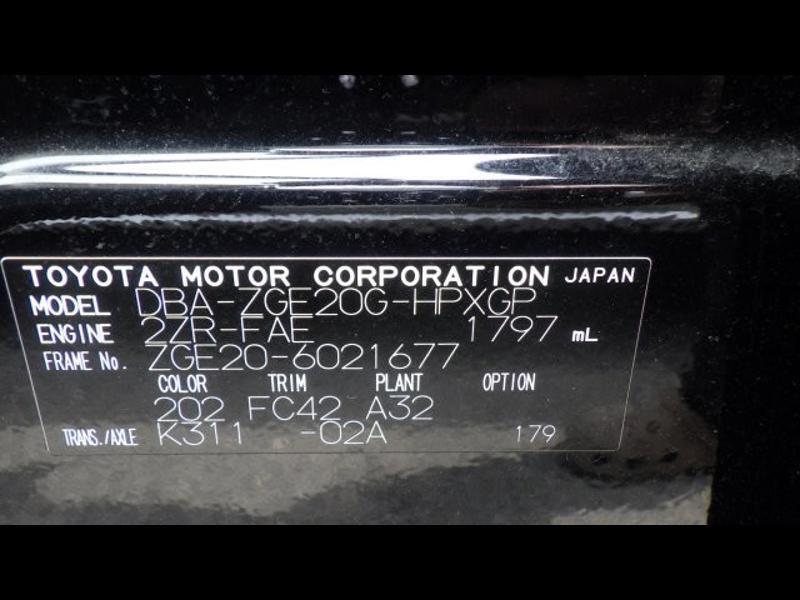 TOYOTA MOTOR CORPORATION JAPAN
MODEL DBA-ZGE20G-HPXGP
ENGINE 2ZR-FAE 1797 mL
FRAME No. ZGE20-6021677
COLOR TRIM PLANT OPTION
202 FC42 A32
TRANS./AXLE K311 -02A 179